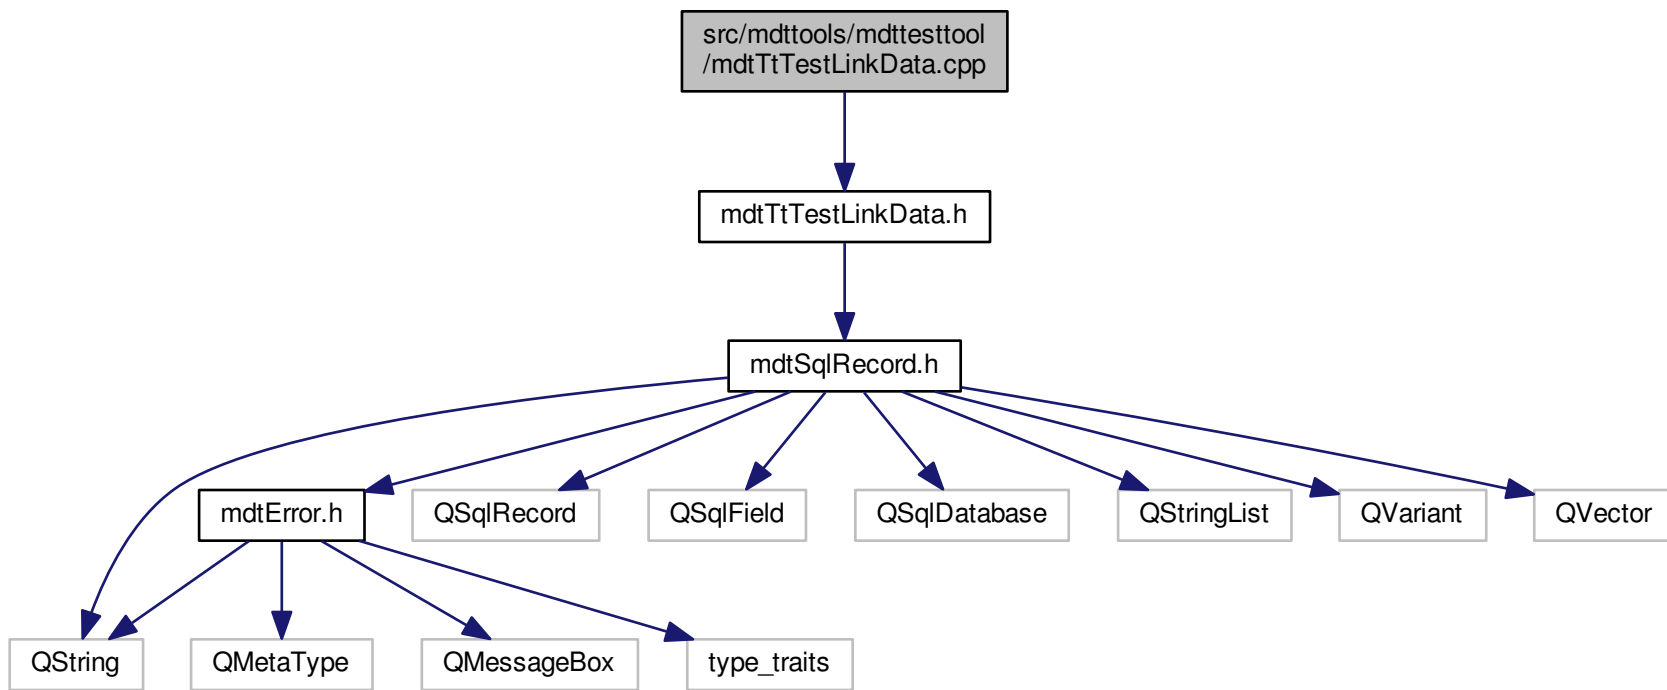 src/mdttools/mdttesttool
/mdtTtTestLinkData.cpp
mdtTtTestLinkData.h
mdtSqlRecord.h
mdtError.h
QSqlRecord
QSqlField
QSqlDatabase
QStringList
QVariant
QVector
QString
QMetaType
QMessageBox
type_traits